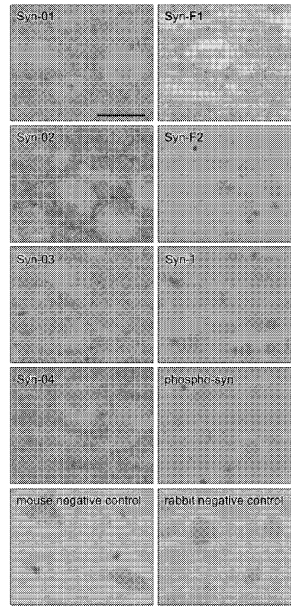 Syn-01
Syn-F1
Syn-02
Syn-F2
Syn-03
Syn-1
Syn-04
phospho-syn
mouse negative control
rabbit negative control